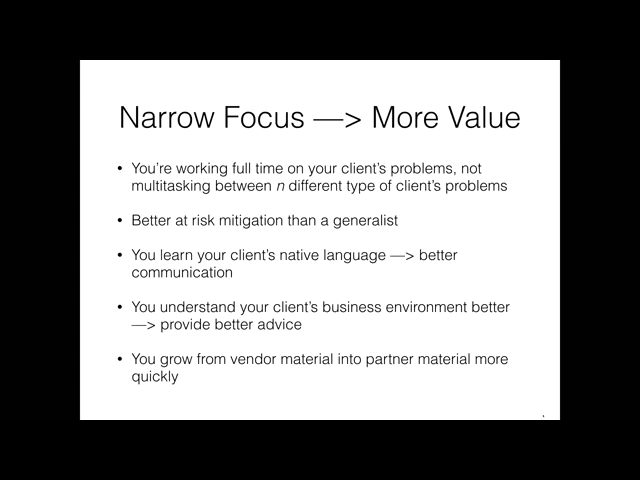 Narrow Focus —> More Value
• You’re working full time on your client’s problems, not
multitasking between n different type of client’s problems
• Better at risk mitigation than a generalist
• You learn your client’s native language —> better
communication
• You understand your client’s business environment better
—> provide better advice
• You grow from vendor material into partner material more
quickly